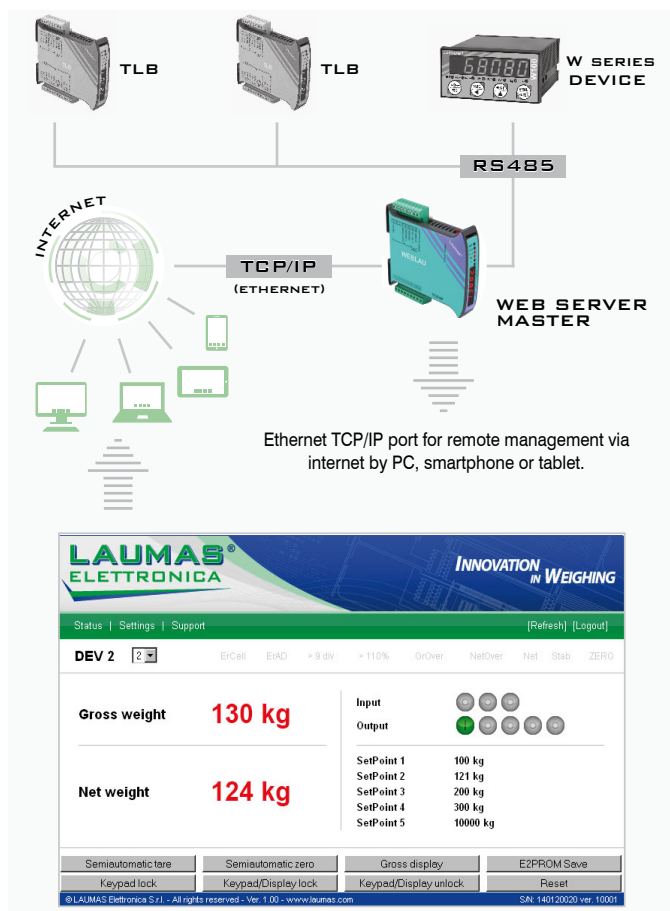 TLB
TLB
LAUMAS
68080
W500
W SERIES
DEVICE
RS485
INTERNET
TCP/IP
(ETHERNET)
WEBLAU
WEB SERVER
MASTER
Ethernet TCP/IP port for remote management via
internet by PC, smartphone or tablet.
LAUMAS®
ELETTRONICA
INNOVATION
IN WEIGHING
Status | Settings | Support [Refresh] [Logout]
DEV 2 2 ErCell ErAD > 9 div > 110% GrOver NetOver Net Stab ZERO
Gross weight 130 kg
Input
Output
Net weight 124 kg
SetPoint 1 100 kg
SetPoint 2 121 kg
SetPoint 3 200 kg
SetPoint 4 300 kg
SetPoint 5 10000 kg
Semiautomatic tare Semiautomatic zero Gross display E2PROM Save
Keypad lock Keypad/Display lock Keypad/Display unlock Reset
© LAUMAS Elettronica S.r.l. - All rights reserved - Ver. 1.00 - www.laumas.com S/N: 140120020 ver. 10001